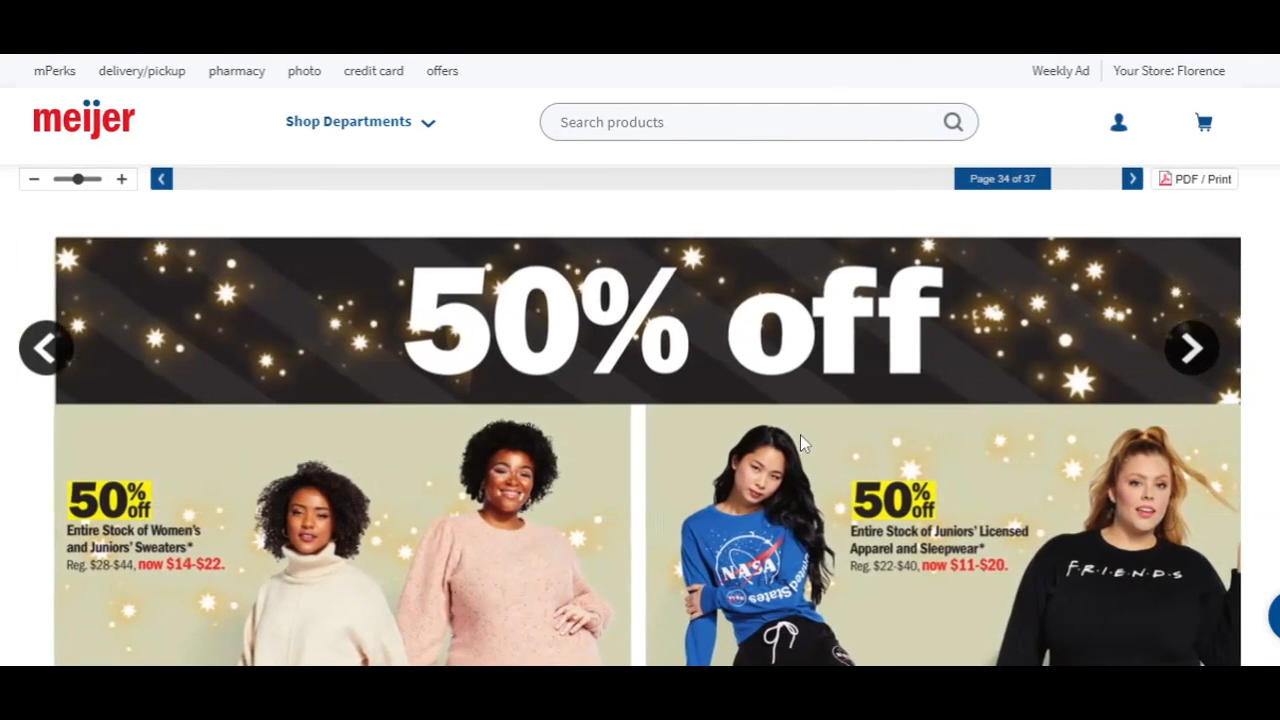 mPerks delivery/pickup pharmacy photo credit card offers Weekly Ad Your Store: Florence
meijer Shop Departments Search products
Page 34 of 37 PDF / Print
50% off
50% off
Entire Stock of Women's
and Juniors' Sweaters*
Reg. $28-$44, now $14-$22.
NASA
United States
50% off
Entire Stock of Juniors' Licensed
Apparel and Sleepwear*
Reg. $22-$40, now $11-$20.
F·R·I·E·N·D·S